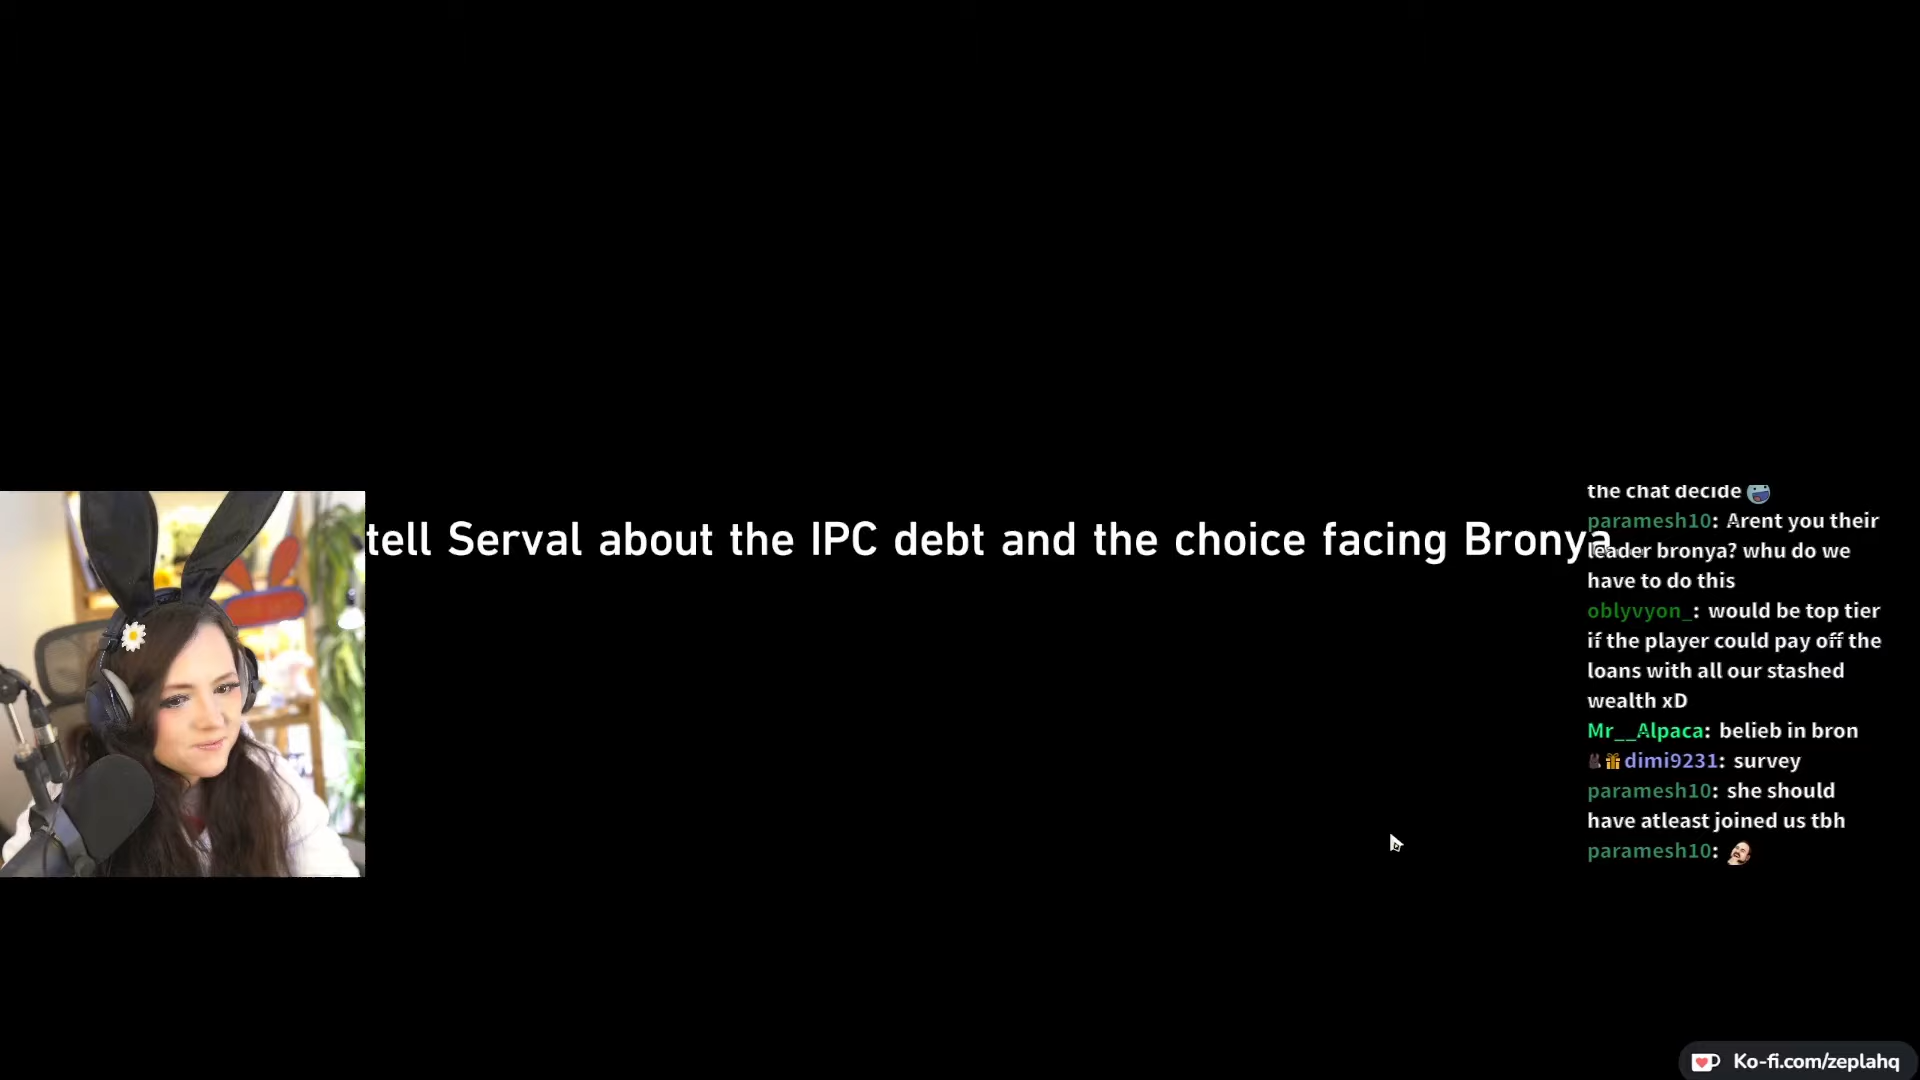 tell Serval about the IPC debt and the choice facing Bronya
the chat decide
paramesh10: Arent you their
leader bronya? whu do we
have to do this
oblyvyon_: would be top tier
if the player could pay off the
loans with all our stashed
wealth xD
Mr__Alpaca: belieb in bron
dimi9231: survey
paramesh10: she should
have atleast joined us tbh
paramesh10:
Ko-fi.com/zeplahq